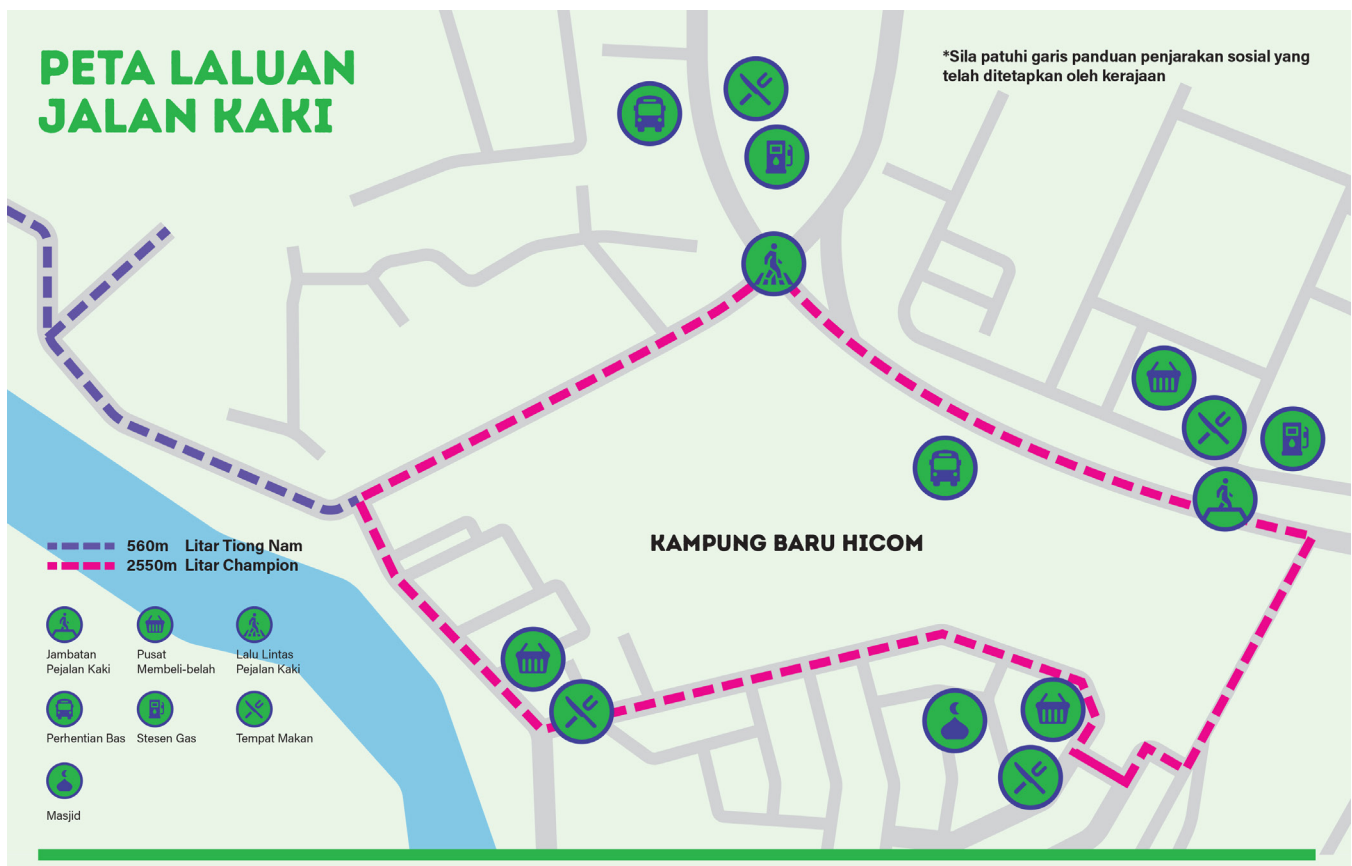 PETA LALUAN
JALAN KAKI
*Sila patuhi garis panduan penjarakan sosial yang
telah ditetapkan oleh kerajaan
KAMPUNG BARU HICOM
560m Litar Tiong Nam
2550m Litar Champion
Jambatan
Pejalan Kaki
Pusat
Membeli-belah
Lalu Lintas
Pejalan Kaki
Perhentian Bas
Stesen Gas
Tempat Makan
Masjid